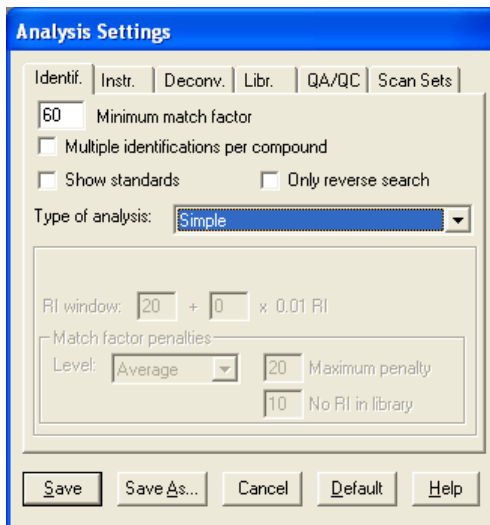 Analysis Settings
Identif. Instr. Deconv. Libr. QA/QC Scan Sets
60 Minimum match factor
Multiple identifications per compound
Show standards Only reverse search
Type of analysis: Simple
RI window: 20 + 0 x 0.01 RI
Match factor penalties
Level: Average 20 Maximum penalty
10 No RI in library
Save Save As... Cancel Default Help